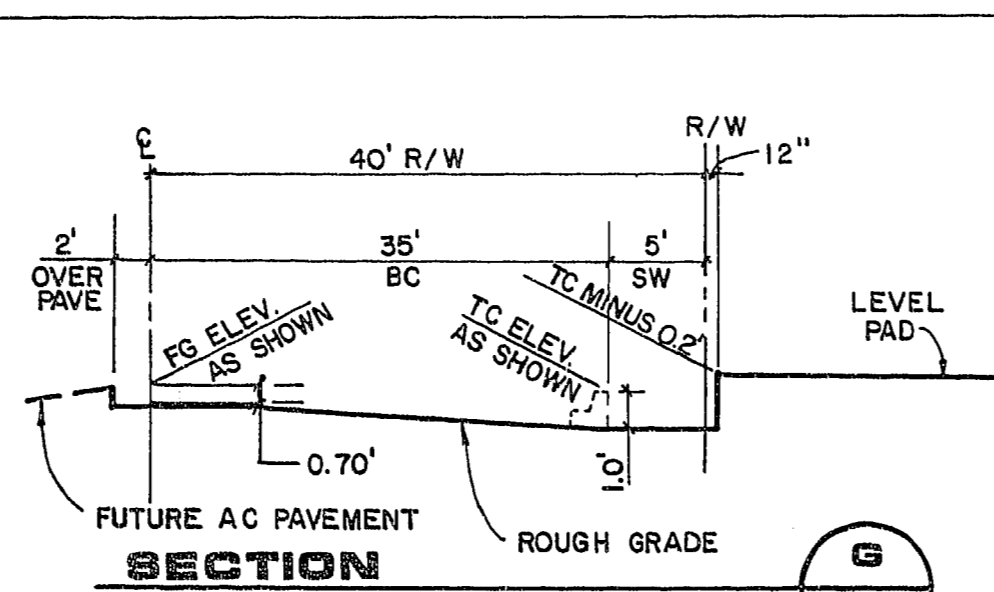 ℄
R/W
40' R/W
12"
2'
OVER
PAVE
35'
BC
5'
SW
TC MINUS 0.2'
FG ELEV.
AS SHOWN
TC ELEV.
AS SHOWN
LEVEL
PAD
0.70'
1.0'
FUTURE AC PAVEMENT
ROUGH GRADE
SECTION
G